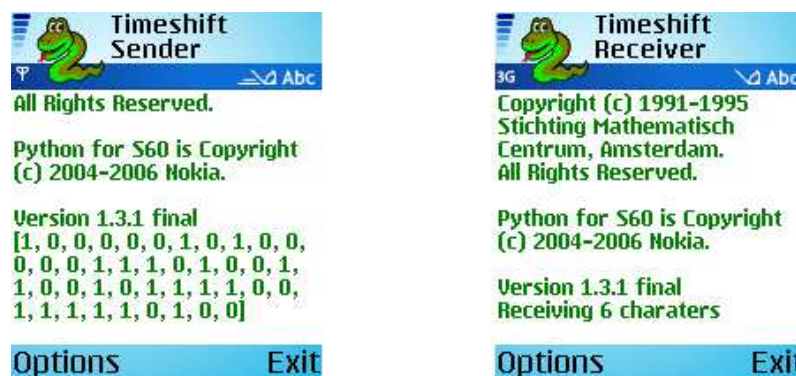 Timeshift
Sender
Abc
All Rights Reserved.
Python for S60 is Copyright
(c) 2004-2006 Nokia.
Version 1.3.1 final
[1, 0, 0, 0, 0, 0, 1, 0, 1, 0, 0,
0, 0, 0, 1, 1, 1, 0, 1, 0, 0, 1,
1, 0, 0, 1, 0, 1, 1, 1, 1, 0, 0,
1, 1, 1, 1, 1, 0, 1, 0, 0]
Options Exit
Timeshift
Receiver
3G Abc
Copyright (c) 1991-1995
Stichting Mathematisch
Centrum, Amsterdam.
All Rights Reserved.
Python for S60 is Copyright
(c) 2004-2006 Nokia.
Version 1.3.1 final
Receiving 6 charaters
Options Exit